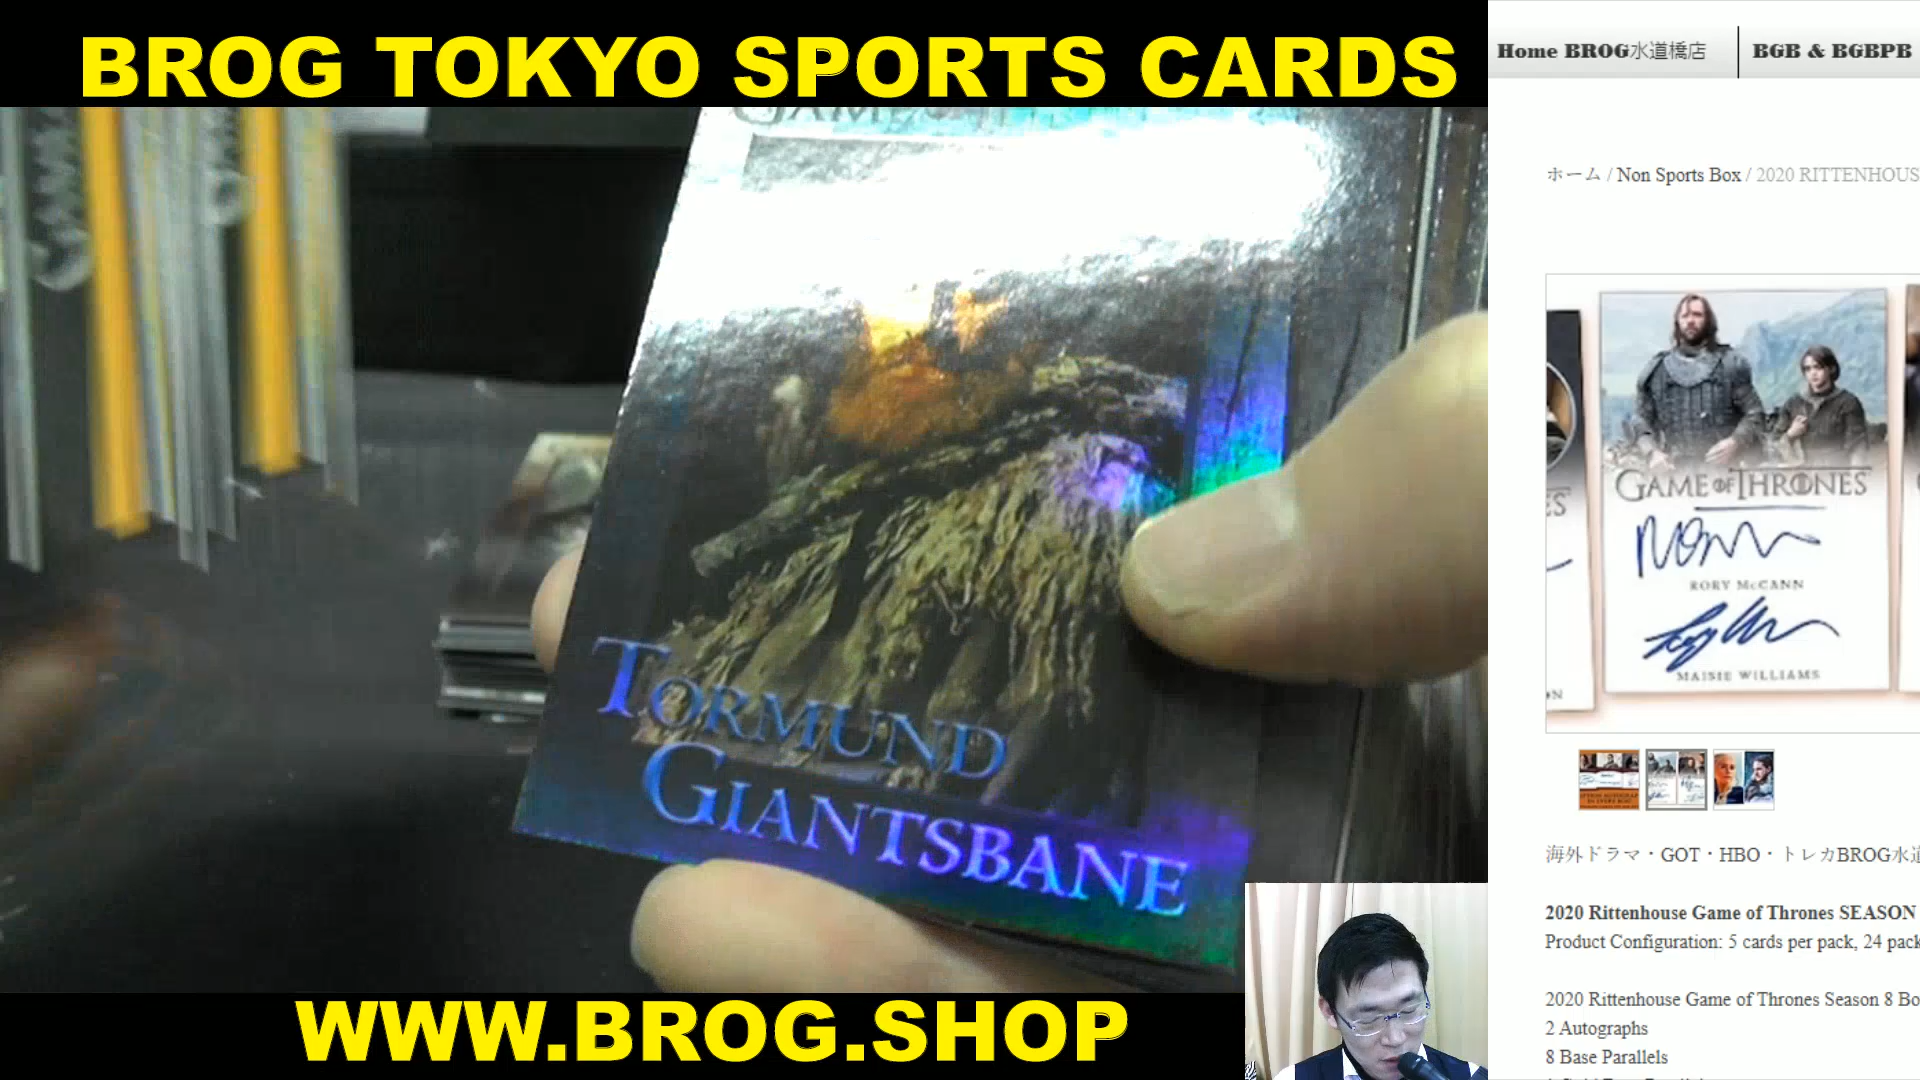 BROG TOKYO SPORTS CARDS
Home BROG水道橋店
BGB & BGBPB
ホーム / Non Sports Box / 2020 RITTENHOUS
GAME OF THRONES
RORY McCANN
MAISIE WILLIAMS
TORMUND
GIANTSBANE
海外ドラマ・GOT・HBO・トレカBROG水道
2020 Rittenhouse Game of Thrones SEASON
Product Configuration: 5 cards per pack, 24 pack
2020 Rittenhouse Game of Thrones Season 8 Bo
2 Autographs
8 Base Parallels
WWW.BROG.SHOP